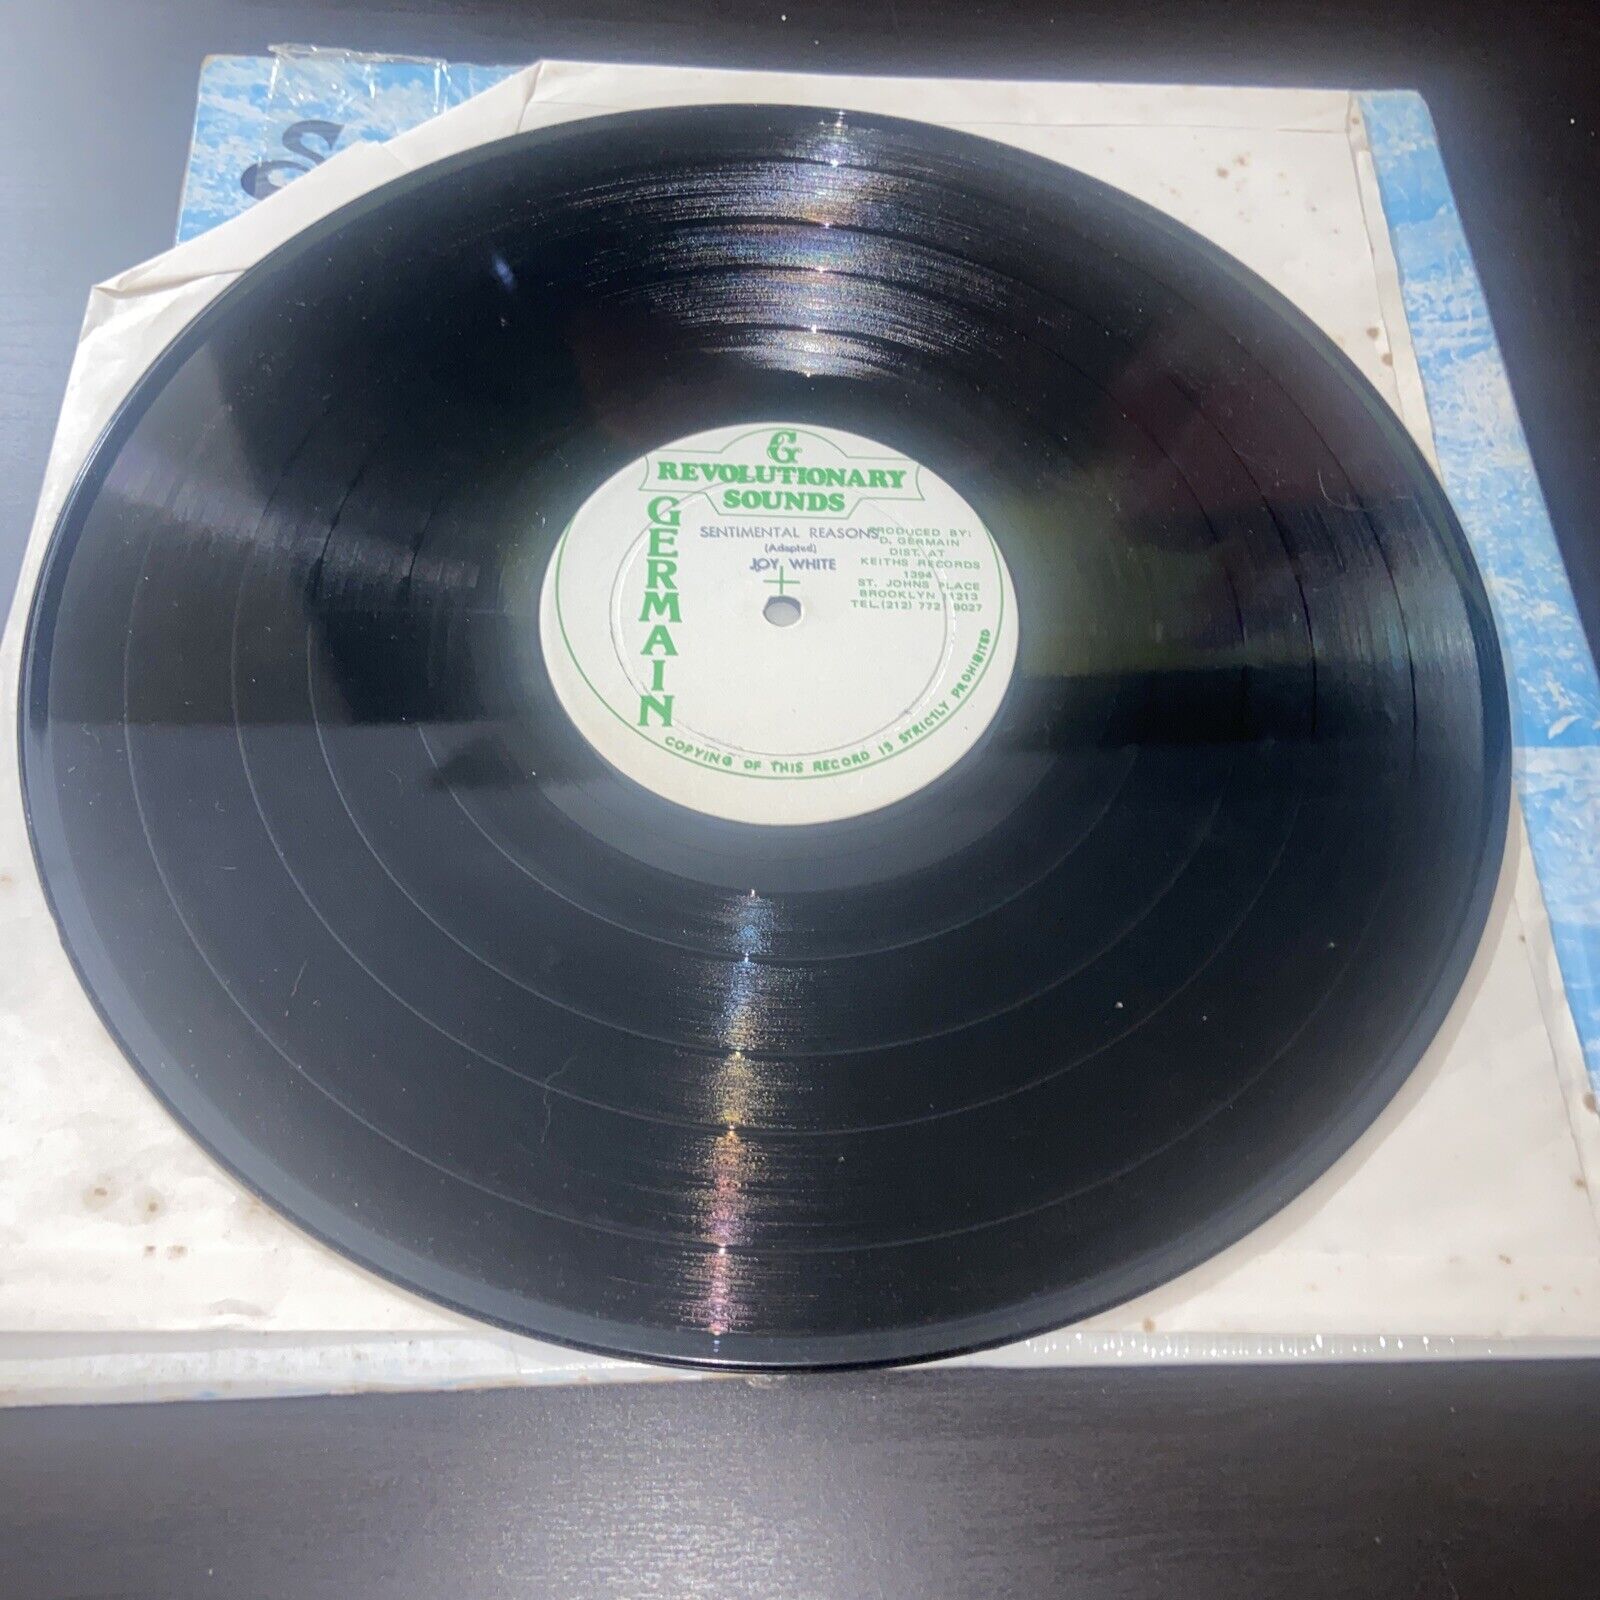 G
REVOLUTIONARY
SOUNDS
GERMAIN
SENTIMENTAL REASONS
(Adapted)
JOY WHITE
PRODUCED BY:
D. GERMAIN
DIST. AT
KEITHS RECORDS
1394
ST. JOHNS PLACE
BROOKLYN 11213
TEL.(212) 772 8027
COPYING OF THIS RECORD IS STRICTLY PROHIBITED
S